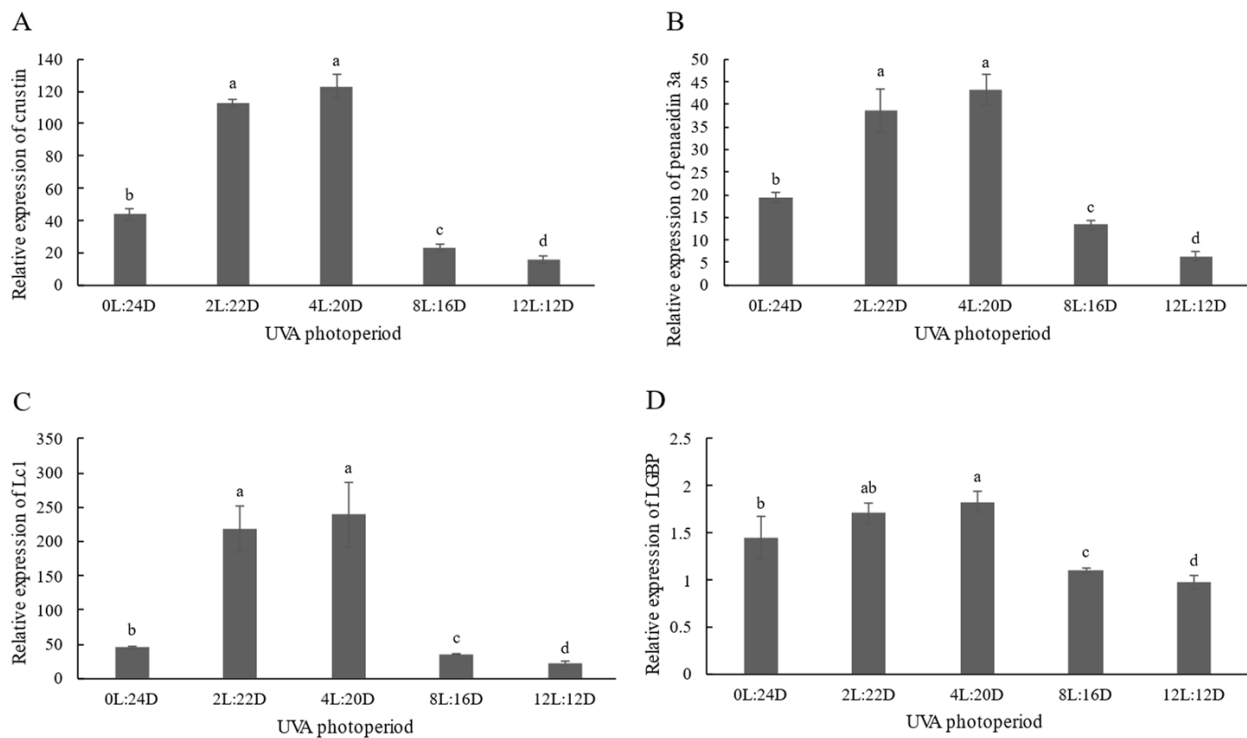 A
Relative expression of crustin
140
120
100
80
60
40
20
0
b
a
a
c
d
0L:24D 2L:22D 4L:20D 8L:16D 12L:12D
UVA photoperiod
B
Relative expression of penaeidin 3a
50
45
40
35
30
25
20
15
10
5
0
b
a
a
c
d
0L:24D 2L:22D 4L:20D 8L:16D 12L:12D
UVA photoperiod
C
Relative expression of Lc1
350
300
250
200
150
100
50
0
b
a
a
c
d
0L:24D 2L:22D 4L:20D 8L:16D 12L:12D
UVA photoperiod
D
Relative expression of LGBP
2.5
2
1.5
1
0.5
0
b
ab
a
c
d
0L:24D 2L:22D 4L:20D 8L:16D 12L:12D
UVA photoperiod